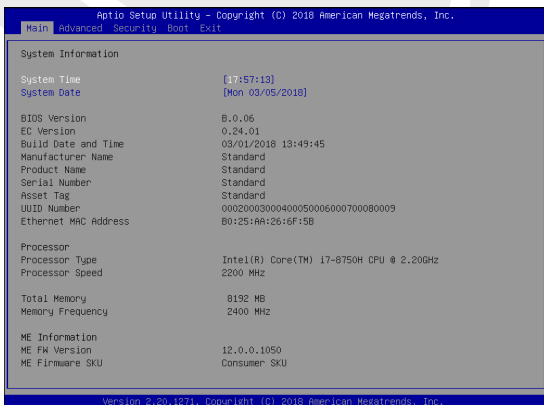 Aptio Setup Utility – Copyright (C) 2018 American Megatrends, Inc.
Main Advanced Security Boot Exit
System Information
System Time [17:57:13]
System Date [Mon 03/05/2018]
BIOS Version B.0.06
EC Version 0.24.01
Build Date and Time 03/01/2018 13:49:45
Manufacturer Name Standard
Product Name Standard
Serial Number Standard
Asset Tag Standard
UUID Number 00020003000400050006000700080009
Ethernet MAC Address B0:25:AA:26:6F:5B
Processor
Processor Type Intel(R) Core(TM) i7-8750H CPU @ 2.20GHz
Processor Speed 2200 MHz
Total Memory 8192 MB
Memory Frequency 2400 MHz
ME Information
ME FW Version 12.0.0.1050
ME Firmware SKU Consumer SKU
Version 2.20.1271. Copyright (C) 2018 American Megatrends, Inc.